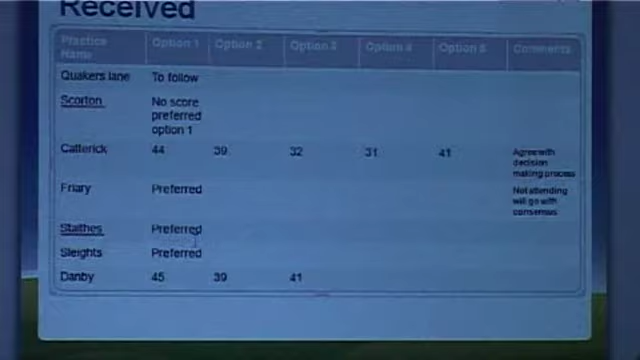 Received
Practice Name Option 1 Option 2 Option 3 Option 4 Option 5 Comments
Quakers lane To follow
Scorton No score preferred option 1
Catterick 44 39 32 31 41 Agree with decision making process
Friary Preferred Not attending will go with consensus
Staithes Preferred
Sleights Preferred
Danby 45 39 41